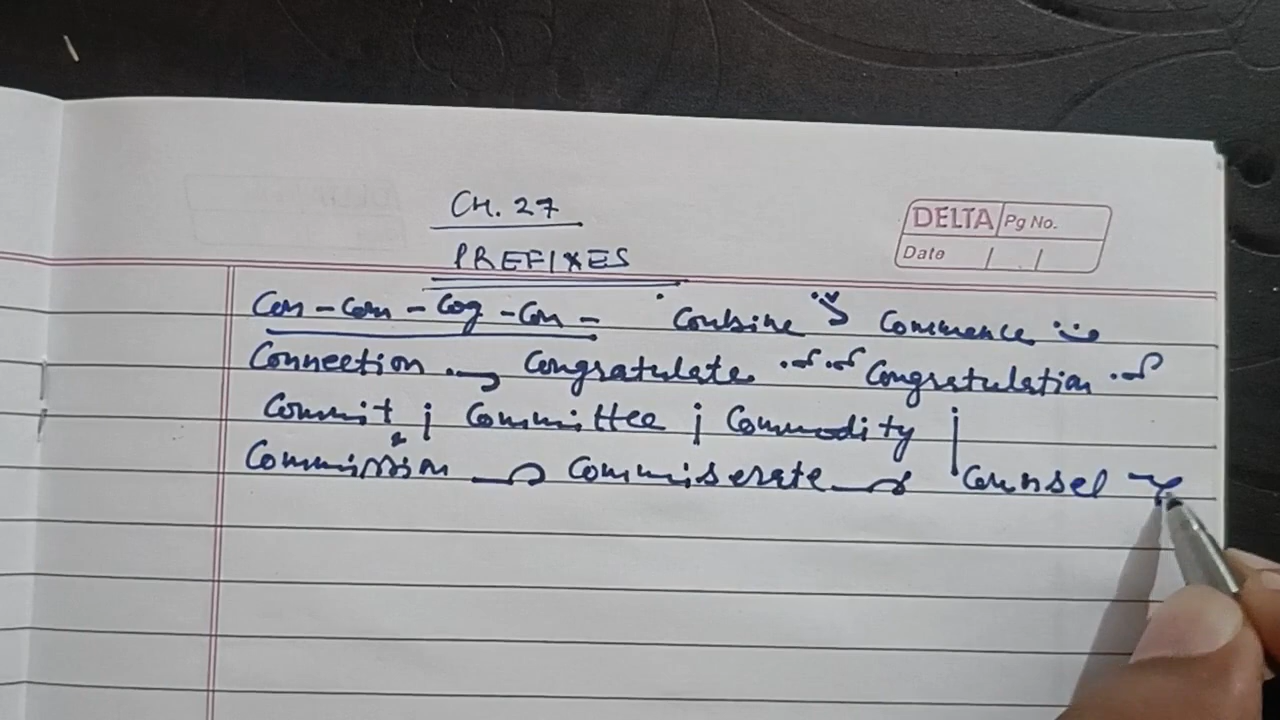 CH. 27
PREFIXES
DELTA Pg No.
Date / /
Con - Com - Cog - Con - Combine Commence
Connection Congratulate Congratulation
Commit Committee Commodity
Commission Commiserate Counsel